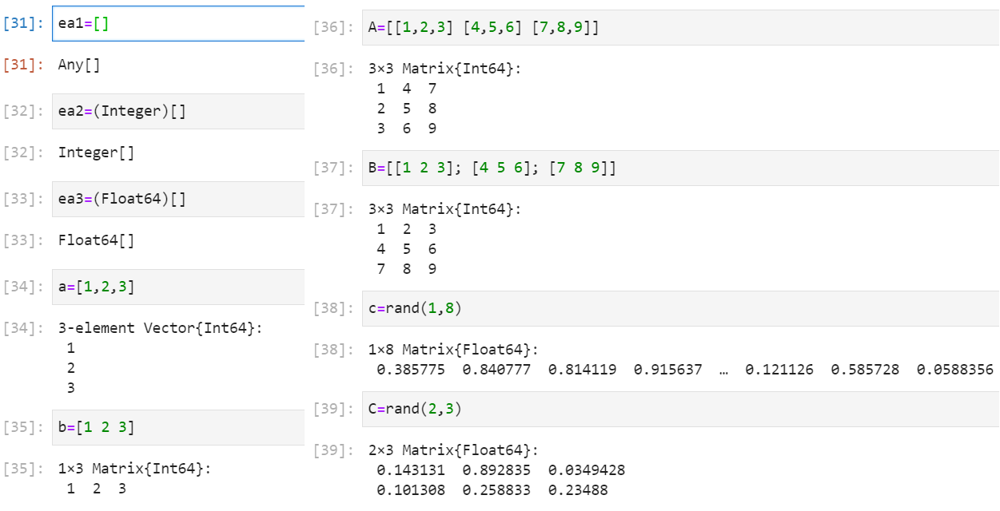 [31]: ea1=[]
[31]: Any[]
[32]: ea2=(Integer)[]
[32]: Integer[]
[33]: ea3=(Float64)[]
[33]: Float64[]
[34]: a=[1,2,3]
[34]: 3-element Vector{Int64}:
1
2
3
[35]: b=[1 2 3]
[35]: 1×3 Matrix{Int64}:
1 2 3
[36]: A=[[1,2,3] [4,5,6] [7,8,9]]
[36]: 3×3 Matrix{Int64}:
1 4 7
2 5 8
3 6 9
[37]: B=[[1 2 3]; [4 5 6]; [7 8 9]]
[37]: 3×3 Matrix{Int64}:
1 2 3
4 5 6
7 8 9
[38]: c=rand(1,8)
[38]: 1×8 Matrix{Float64}:
0.385775 0.840777 0.814119 0.915637 … 0.121126 0.585728 0.0588356
[39]: C=rand(2,3)
[39]: 2×3 Matrix{Float64}:
0.143131 0.892835 0.0349428
0.101308 0.258833 0.23488